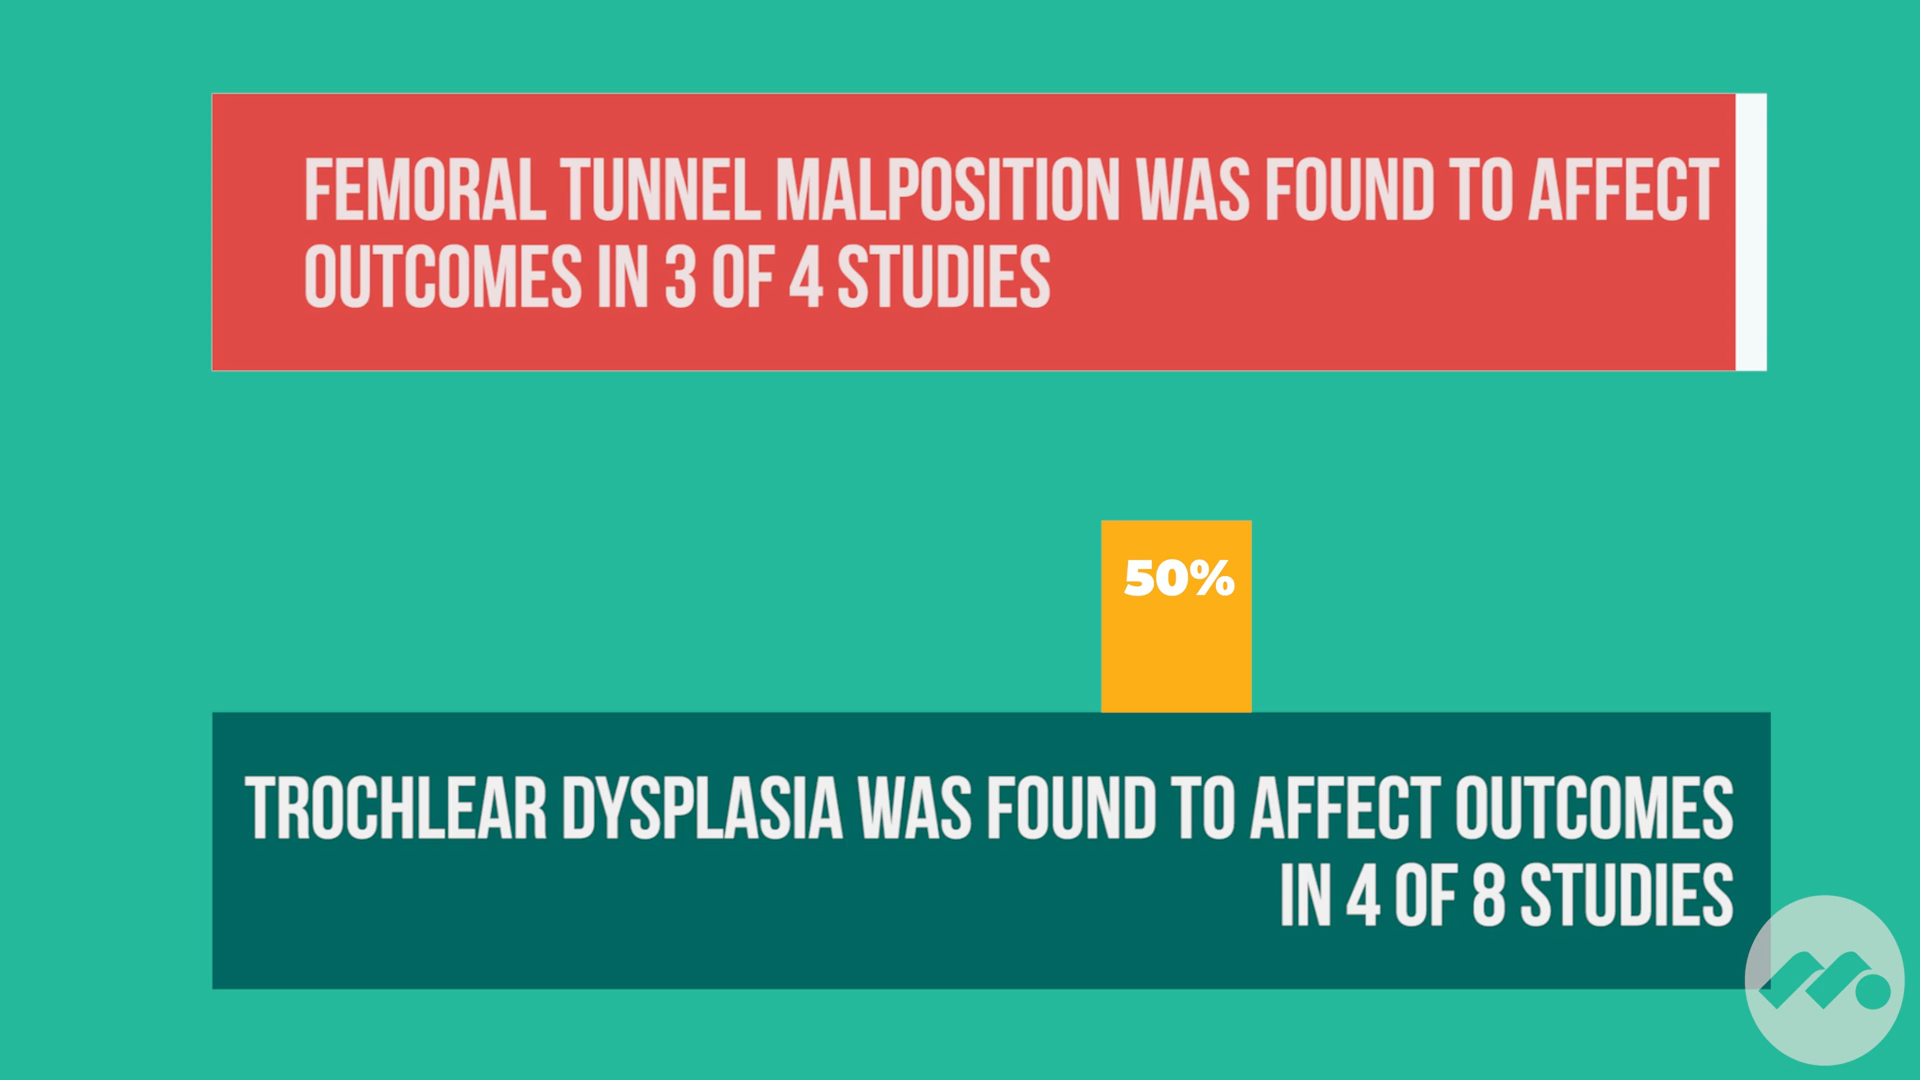 FEMORAL TUNNEL MALPOSITION WAS FOUND TO AFFECT
OUTCOMES IN 3 OF 4 STUDIES
50%
TROCHLEAR DYSPLASIA WAS FOUND TO AFFECT OUTCOMES
IN 4 OF 8 STUDIES